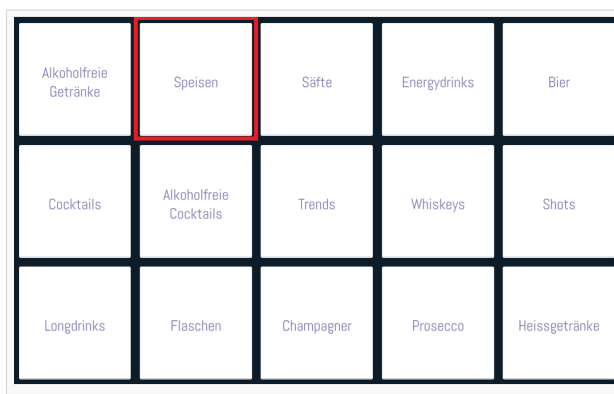 Alkoholfreie
Getränke
Speisen
Säfte
Energydrinks
Bier
Cocktails
Alkoholfreie
Cocktails
Trends
Whiskeys
Shots
Longdrinks
Flaschen
Champagner
Prosecco
Heissgetränke